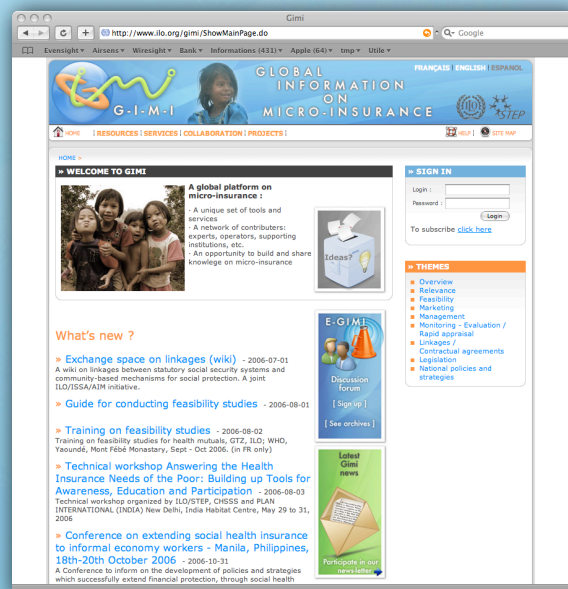 Gimi
http://www.ilo.org/gimi/ShowMainPage.do
Google
Evensight Airsens Wiresight Bank Informations (431) Apple (64) tmp Utile
FRANÇAIS | ENGLISH | ESPANOL
GLOBAL
INFORMATION
ON
MICRO-INSURANCE
G-I-M-I
STEP
HOME RESOURCES SERVICES COLLABORATION PROJECTS
HELP SITE MAP
HOME >
» WELCOME TO GIMI
A global platform on
micro-insurance :
- A unique set of tools and
services
- A network of contributers:
experts, operators, supporting
institutions, etc.
- An opportunity to build and share
knowlege on micro-insurance
Ideas?
» SIGN IN
Login :
Password :
Login
To subscribe click here
» THEMES
Overview
Relevance
Feasibility
Marketing
Management
Monitoring - Evaluation /
Rapid appraisal
Linkages /
Contractual agreements
Legislation
National policies and
strategies
What's new ?
» Exchange space on linkages (wiki) - 2006-07-01
A wiki on linkages between statutory social security systems and
community-based mechanisms for social protection. A joint
ILO/ISSA/AIM initiative.
» Guide for conducting feasibility studies - 2006-08-01
» Training on feasibility studies - 2006-08-02
Training on feasibility studies for health mutuals, GTZ, ILO; WHO,
Yaoundé, Mont Fébé Monastary, Sept - Oct 2006. (in FR only)
» Technical workshop Answering the Health
Insurance Needs of the Poor: Building up Tools for
Awareness, Education and Participation - 2006-08-03
Technical workshop organized by ILO/STEP, CHSSS and PLAN
INTERNATIONAL (INDIA) New Delhi, India Habitat Centre, May 29 to 31,
2006
» Conference on extending social health insurance
to informal economy workers - Manila, Philippines,
18th-20th October 2006 - 2006-10-31
A Conference to inform on the development of policies and strategies
which successfully extend financial protection, through social health
E-GIMI
Discussion
forum
[ Sign up ]
[ See archives ]
Latest
Gimi
news
Participate in our
newsletter